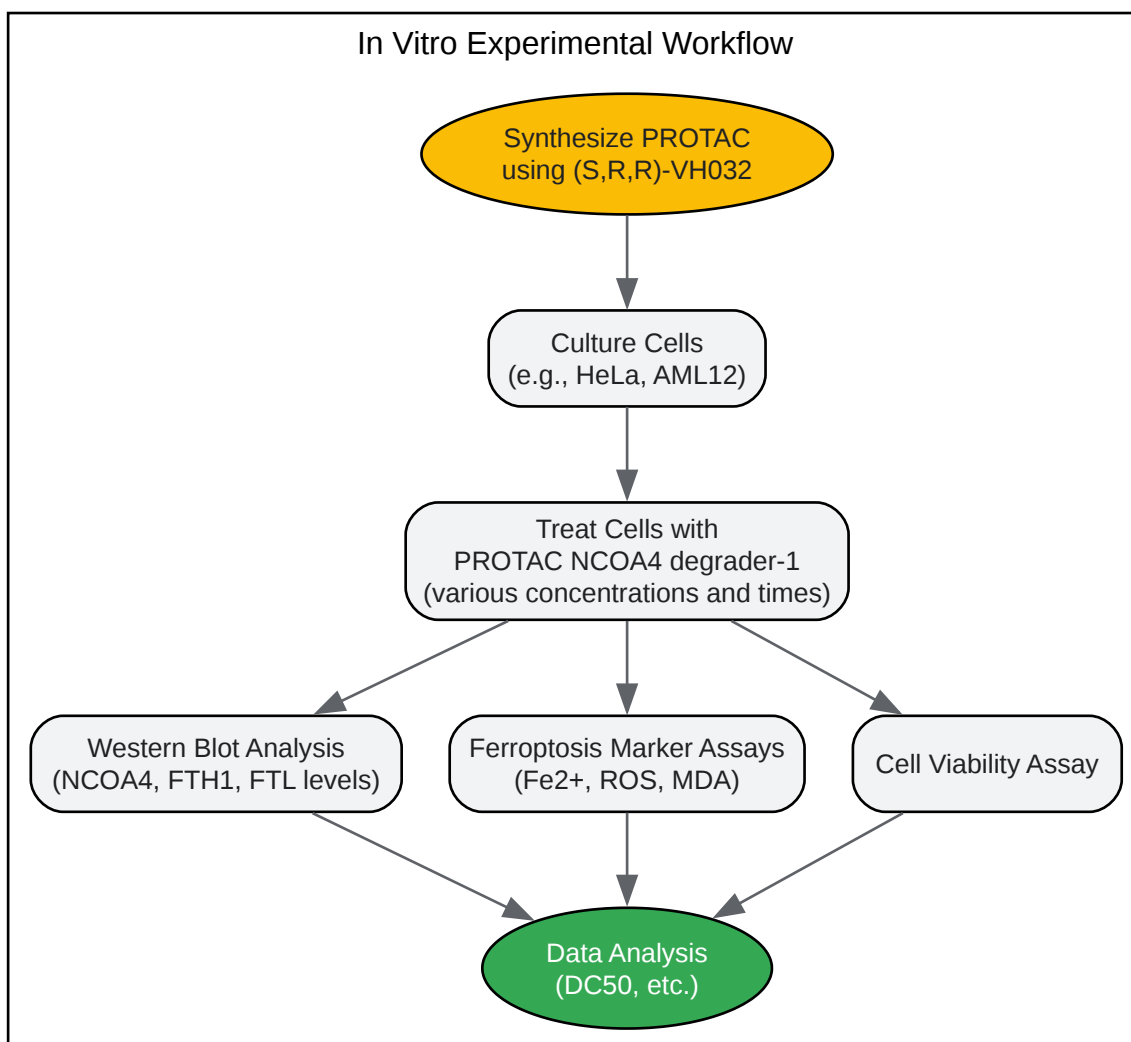 In Vitro Experimental Workflow
Synthesize PROTAC
using (S,R,R)-VH032
Culture Cells
(e.g., HeLa, AML12)
Treat Cells with
PROTAC NCOA4 degrader-1
(various concentrations and times)
Western Blot Analysis
(NCOA4, FTH1, FTL levels)
Ferroptosis Marker Assays
(Fe2+, ROS, MDA)
Cell Viability Assay
Data Analysis
(DC50, etc.)